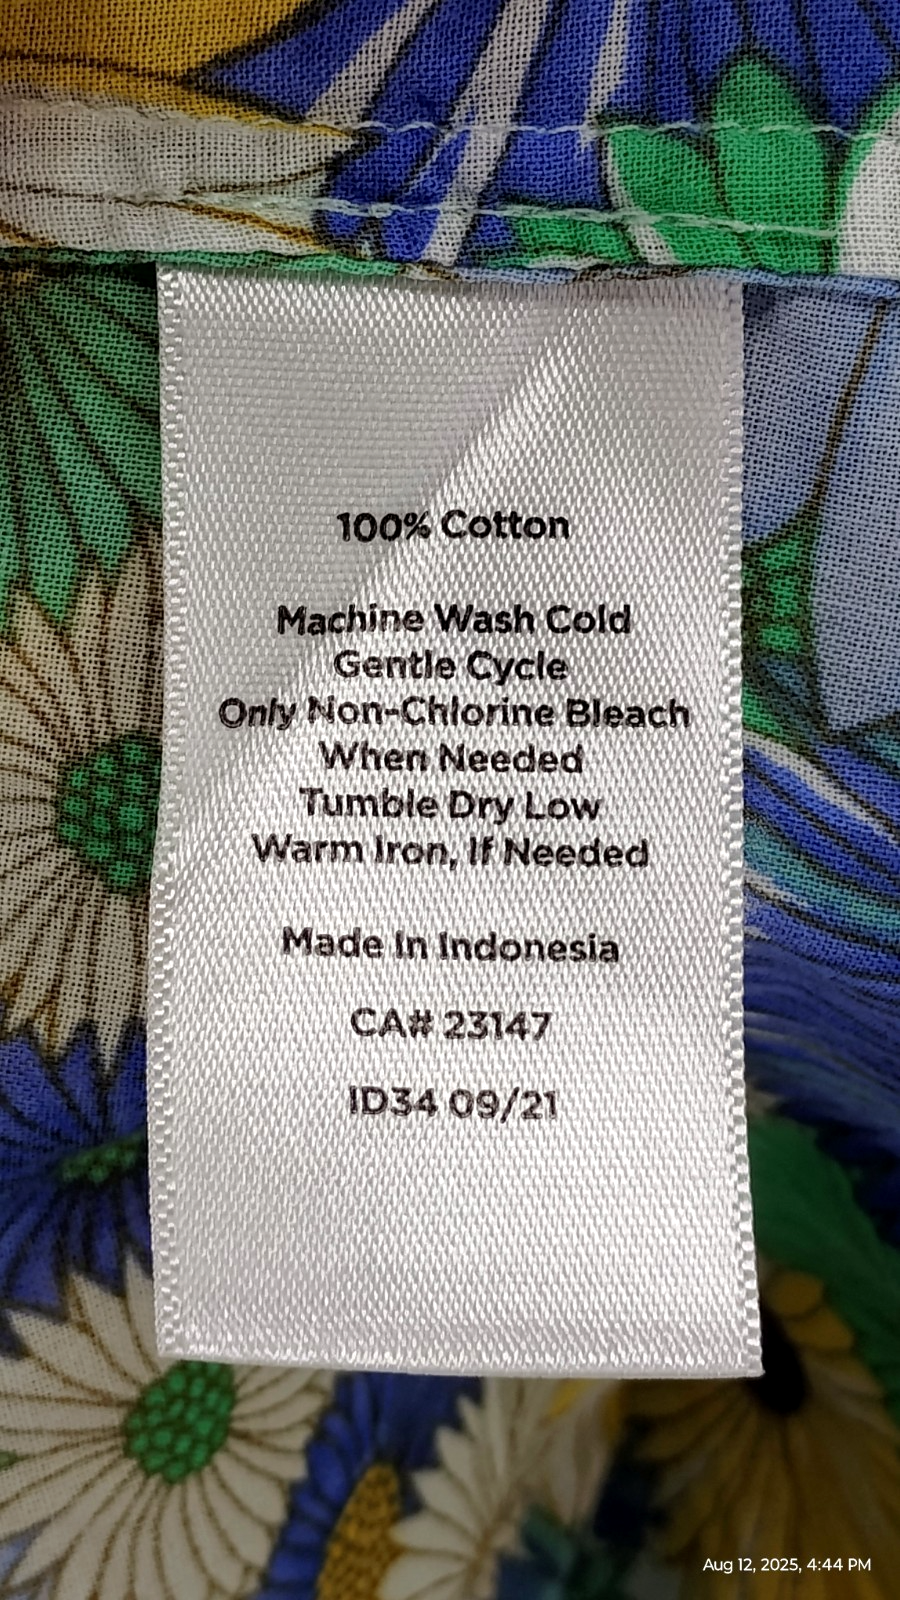 100% Cotton
Machine Wash Cold
Gentle Cycle
Only Non-Chlorine Bleach
When Needed
Tumble Dry Low
Warm Iron, If Needed
Made In Indonesia
CA# 23147
ID34 09/21
Aug 12, 2025, 4:44 PM